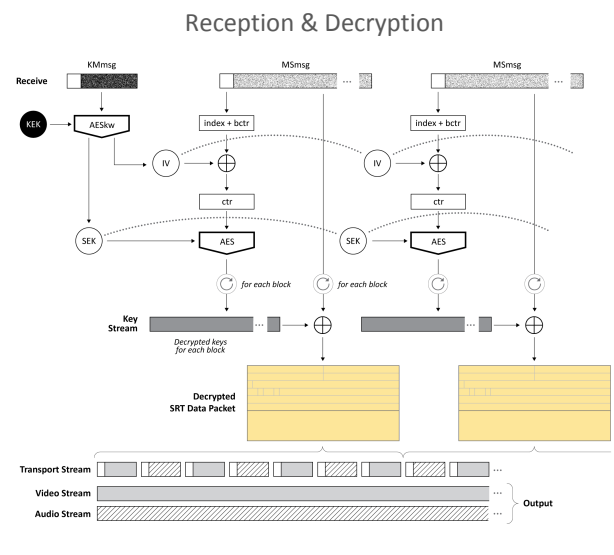 Reception & Decryption
KMmsg
MSmsg
MSmsg
Receive
...
...
KEK
AESkw
index + bctr
index + bctr
IV
IV
ctr
ctr
SEK
AES
SEK
AES
for each block
for each block
Key
Stream
...
...
Decrypted keys
for each block
Decrypted
SRT Data Packet
Transport Stream
...
Video Stream
...
Output
Audio Stream
...